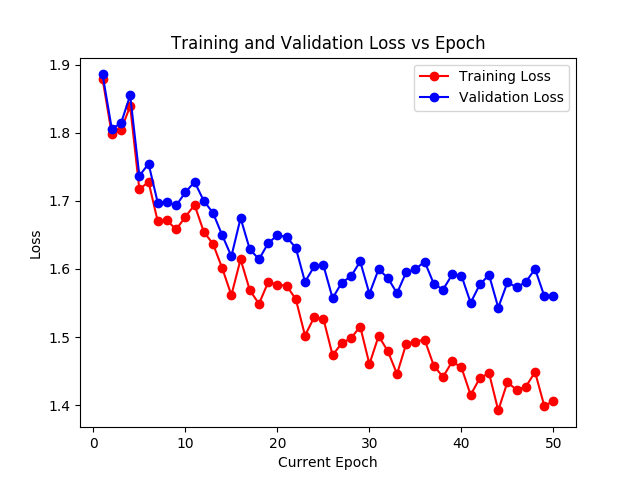 Training and Validation Loss vs Epoch
Training Loss
Validation Loss
Loss
1.9
1.8
1.7
1.6
1.5
1.4
0 10 20 30 40 50
Current Epoch